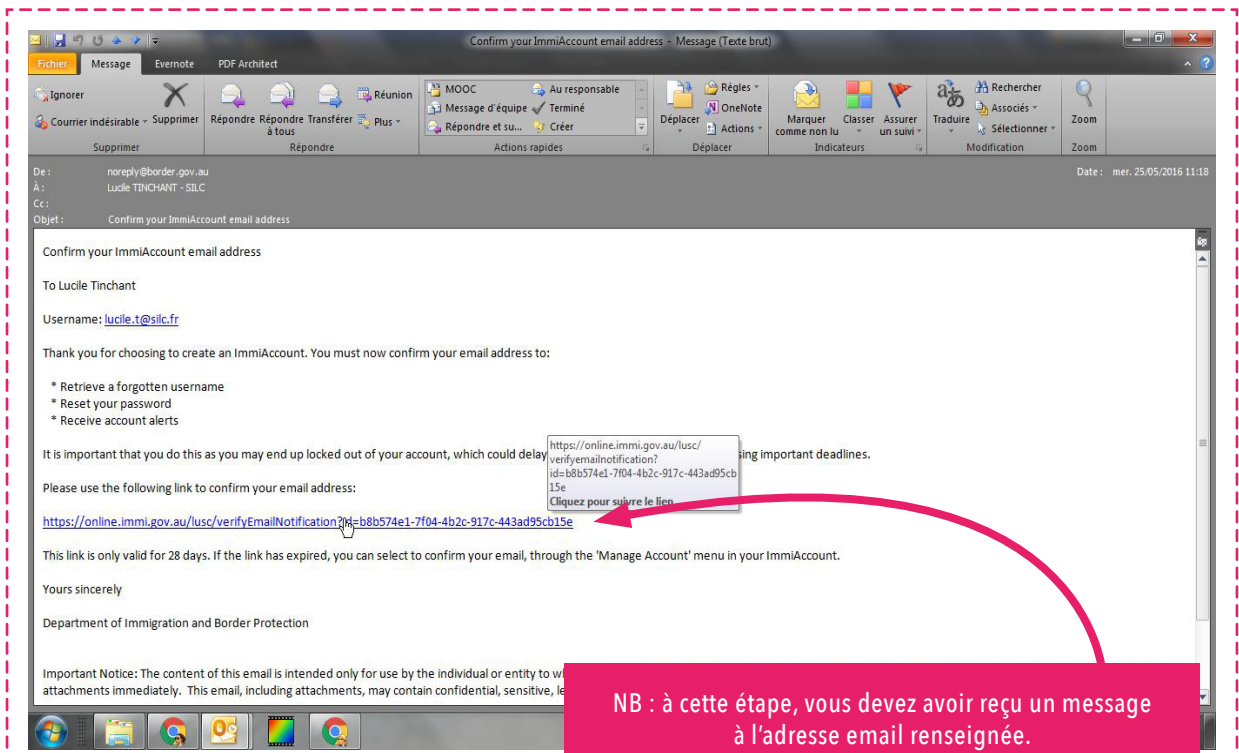 Confirm your ImmiAccount email address - Message (Texte brut)
Fichier Message Evernote PDF Architect
Ignorer
Courrier indésirable
Supprimer
Répondre
Répondre à tous
Transférer
Réunion
Plus
MOOC
Message d'équipe
Répondre et su...
Au responsable
Terminé
Créer
Déplacer
Règles
OneNote
Actions
Marquer comme non lu
Classer
Assurer un suivi
Traduire
Rechercher
Associés
Sélectionner
Zoom
Supprimer Répondre Actions rapides Déplacer Indicateurs Modification Zoom
De : noreply@border.gov.au
Date : mer. 25/05/2016 11:18
À : Lucile TINCHANT - SILC
Cc :
Objet : Confirm your ImmiAccount email address
Confirm your ImmiAccount email address
To Lucile Tinchant
Username: lucile.t@silc.fr
Thank you for choosing to create an ImmiAccount. You must now confirm your email address to:
* Retrieve a forgotten username
* Reset your password
* Receive account alerts
It is important that you do this as you may end up locked out of your account, which could delay sing important deadlines.
https://online.immi.gov.au/lusc/
verifyemailnotification?
id=b8b574e1-7f04-4b2c-917c-443ad95cb
15e
Cliquez pour suivre le lien
Please use the following link to confirm your email address:
https://online.immi.gov.au/lusc/verifyEmailNotification?id=b8b574e1-7f04-4b2c-917c-443ad95cb15e
This link is only valid for 28 days. If the link has expired, you can select to confirm your email, through the 'Manage Account' menu in your ImmiAccount.
Yours sincerely
Department of Immigration and Border Protection
Important Notice: The content of this email is intended only for use by the individual or entity to
attachments immediately. This email, including attachments, may contain confidential, sensitive,
NB : à cette étape, vous devez avoir reçu un message
à l'adresse email renseignée.